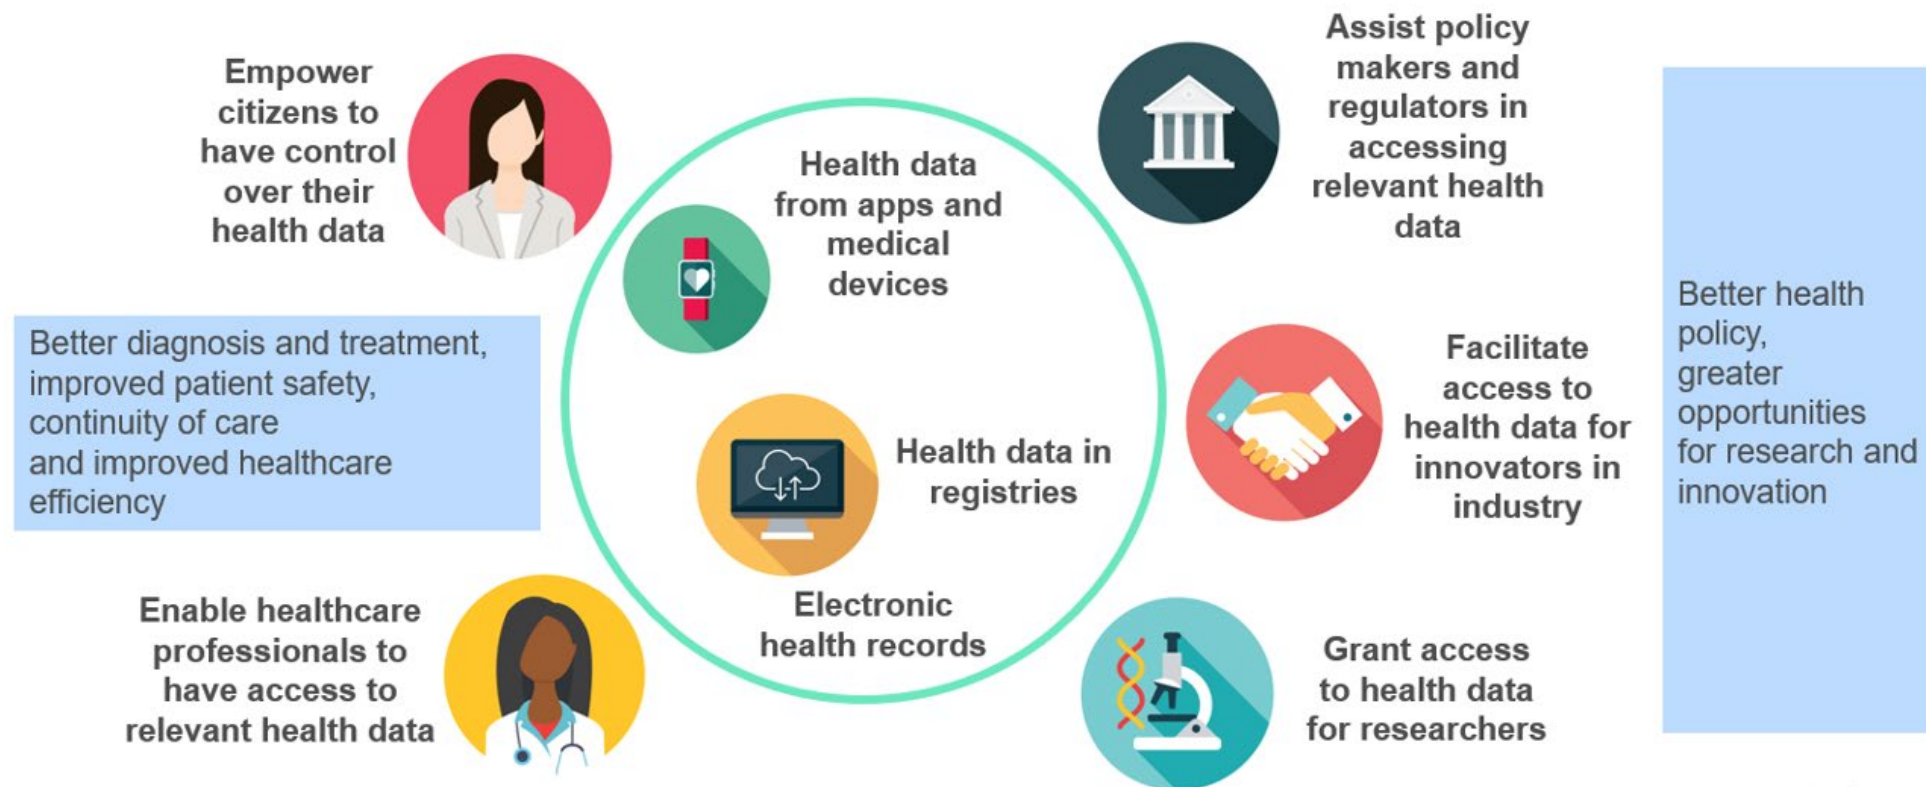 Empower
citizens to
have control
over their
health data
Better diagnosis and treatment,
improved patient safety,
continuity of care
and improved healthcare
efficiency
Enable healthcare
professionals to
have access to
relevant health data
Health data
from apps and
medical
devices
Health data in
registries
Electronic
health records
Assist policy
makers and
regulators in
accessing
relevant health
data
Facilitate
access to
health data for
innovators in
industry
Grant access
to health data
for researchers
Better health
policy,
greater
opportunities
for research and
innovation